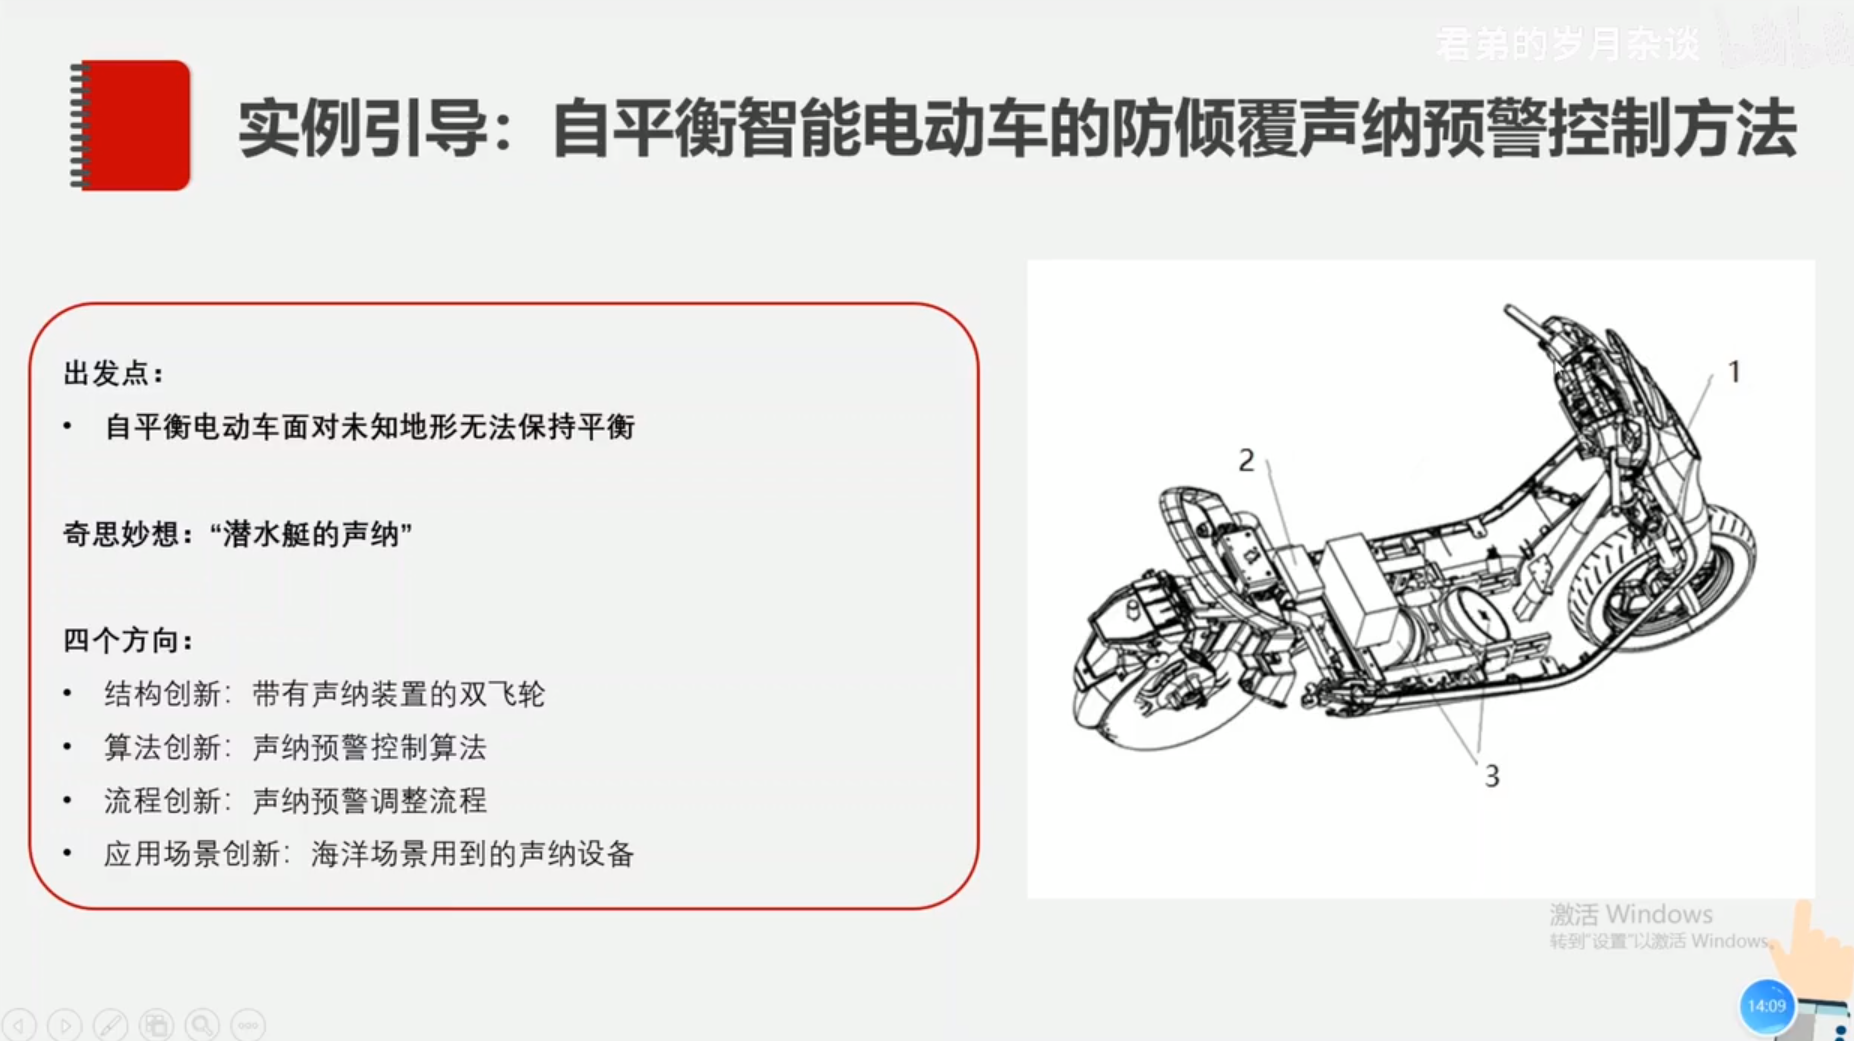 君弟的岁月杂谈
实例引导：自平衡智能电动车的防倾覆声纳预警控制方法
出发点：
• 自平衡电动车面对未知地形无法保持平衡
奇思妙想：“潜水艇的声纳”
四个方向：
• 结构创新：带有声纳装置的双飞轮
• 算法创新：声纳预警控制算法
• 流程创新：声纳预警调整流程
• 应用场景创新：海洋场景用到的声纳设备
1
2
3
激活 Windows
转到“设置”以激活 Windows。
14:09